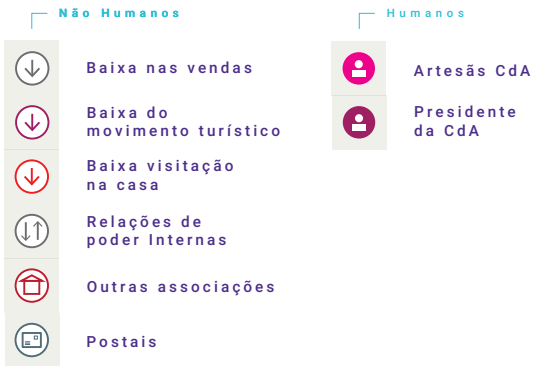 Não Humanos
Baixa nas vendas
Baixa do
movimento turístico
Baixa visitação
na casa
Relações de
poder Internas
Outras associações
Postais
Humanos
Artesãs CdA
Presidente
da CdA